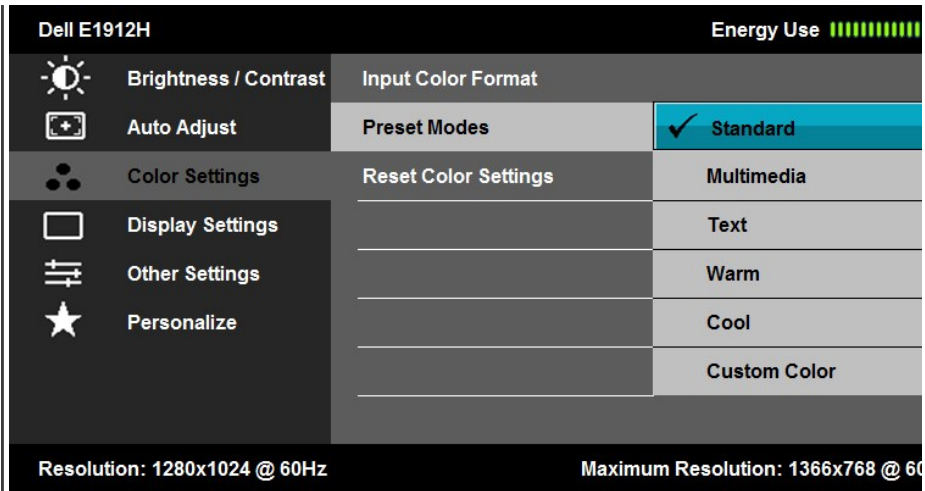 Dell E1912H Energy Use
Brightness / Contrast Input Color Format
Auto Adjust Preset Modes Standard
Color Settings Reset Color Settings Multimedia
Display Settings Text
Other Settings Warm
Personalize Cool
Custom Color
Resolution: 1280x1024 @ 60Hz Maximum Resolution: 1366x768 @ 60